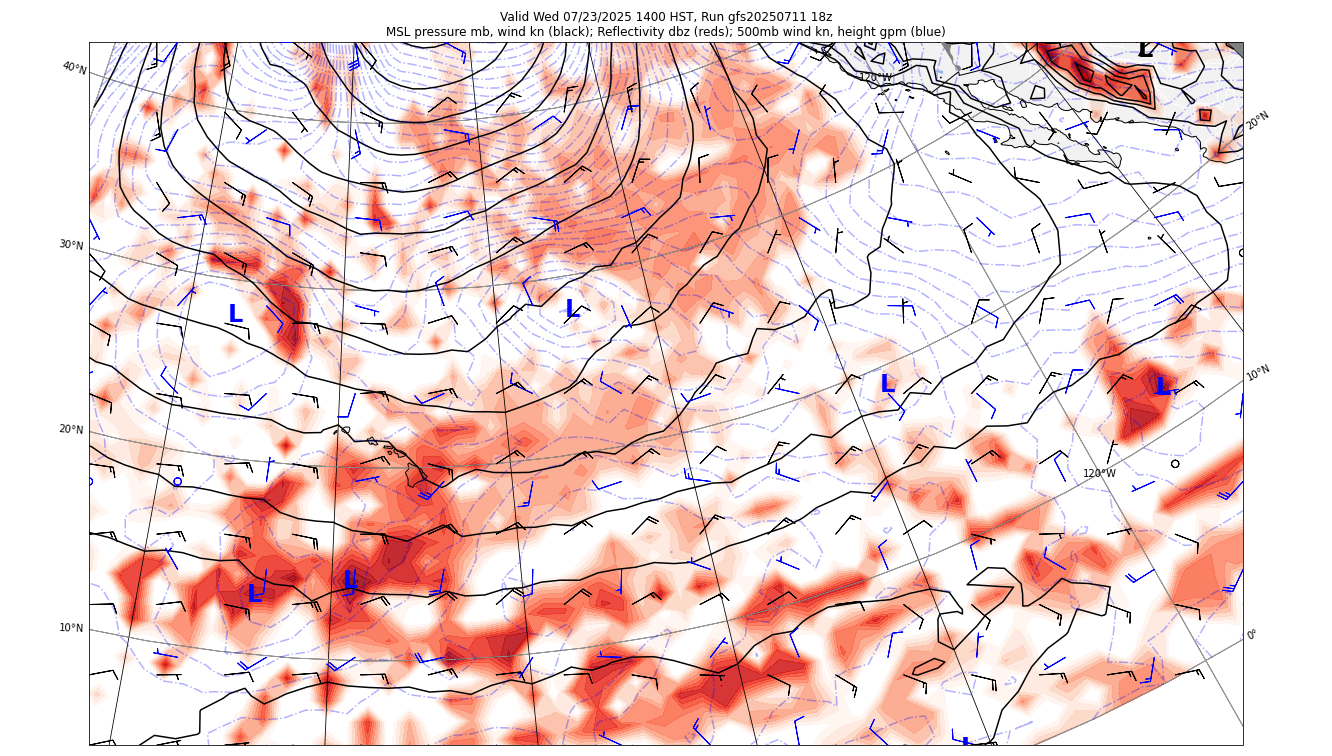 Valid Wed 07/23/2025 1400 HST, Run gfs20250711 18z
MSL pressure mb, wind kn (black); Reflectivity dbz (reds); 500mb wind kn, height gpm (blue)
L
40°N
120°W
20°N
30°N
L
L
L
L
10°N
20°N
120°W
L
L
10°N
0°
L